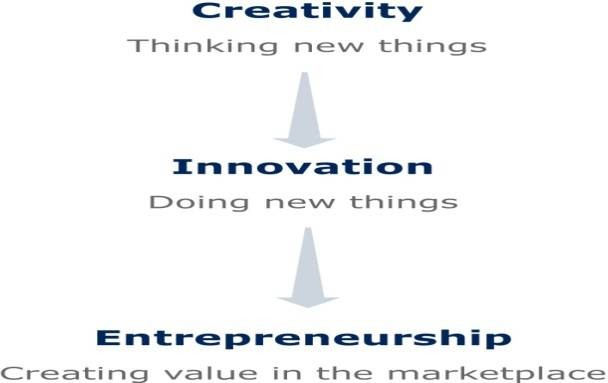 Creativity
Thinking new things
Innovation
Doing new things
Entrepreneurship
Creating value in the marketplace